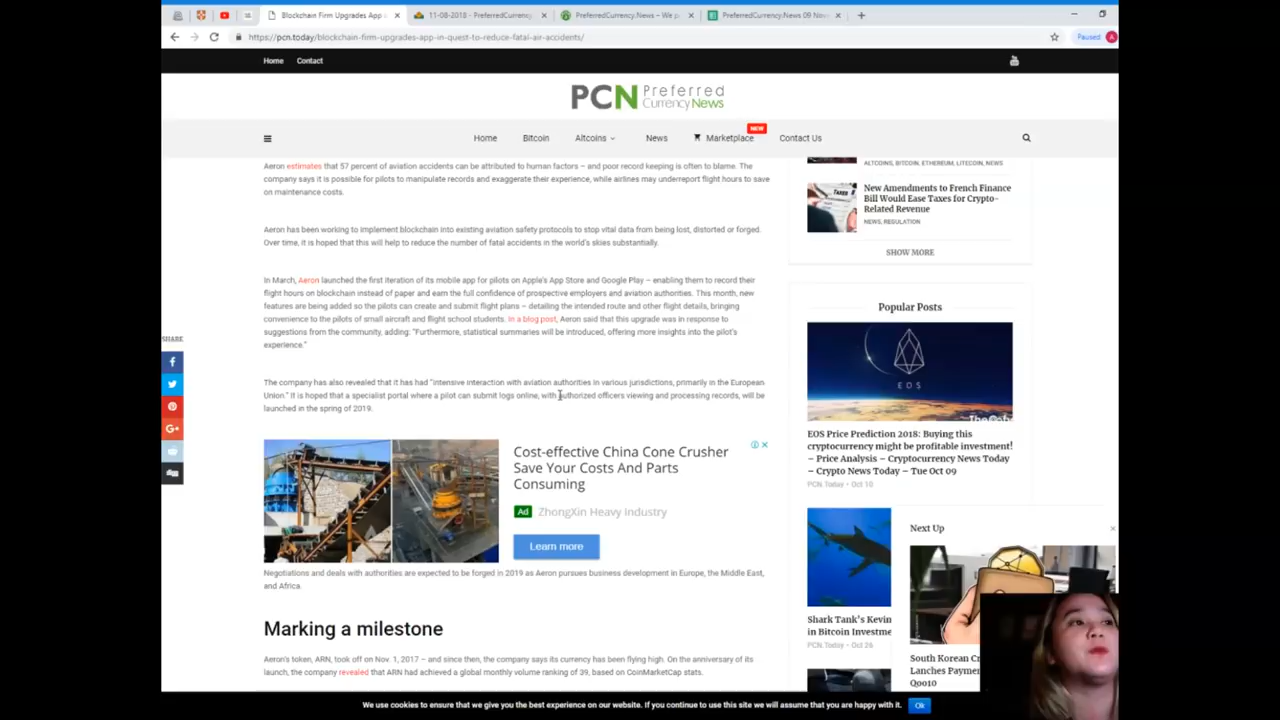 Blockchain Firm Upgrades App
11-08-2018 - PreferredCurrency
PreferredCurrency.News – We p
PreferredCurrency.News 09 Nov
https://pcn.today/blockchain-firm-upgrades-app-in-quest-to-reduce-fatal-air-accidents/
Paused
A
Home
Contact
PCN Preferred
CurrencyNews
Home
Bitcoin
Altcoins
News
Marketplace
NEW
Contact Us
Aeron estimates that 57 percent of aviation accidents can be attributed to human factors – and poor record keeping is often to blame. The
company says it is possible for pilots to manipulate records and exaggerate their experience, while airlines may underreport flight hours to save
on maintenance costs.
Aeron has been working to implement blockchain into existing aviation safety protocols to stop vital data from being lost, distorted or forged.
Over time, it is hoped that this will help to reduce the number of fatal accidents in the world's skies substantially.
In March, Aeron launched the first iteration of its mobile app for pilots on Apple's App Store and Google Play – enabling them to record their
flight hours on blockchain instead of paper and earn the full confidence of prospective employers and aviation authorities. This month, new
features are being added so the pilots can create and submit flight plans – detailing the intended route and other flight details, bringing
convenience to the pilots of small aircraft and flight school students. In a blog post, Aeron said that this upgrade was in response to
suggestions from the community, adding: "Furthermore, statistical summaries will be introduced, offering more insights into the pilot's
experience."
The company has also revealed that it has had "intensive interaction with aviation authorities in various jurisdictions, primarily in the European
Union." It is hoped that a specialist portal where a pilot can submit logs online, with authorized officers viewing and processing records, will be
launched in the spring of 2019.
SHARE
Cost-effective China Cone Crusher
Save Your Costs And Parts
Consuming
Ad ZhongXin Heavy Industry
Learn more
Negotiations and deals with authorities are expected to be forged in 2019 as Aeron pursues business development in Europe, the Middle East,
and Africa.
Marking a milestone
Aeron's token, ARN, took off on Nov. 1, 2017 – and since then, the company says its currency has been flying high. On the anniversary of its
launch, the company revealed that ARN had achieved a global monthly volume ranking of 39, based on CoinMarketCap stats.
ALTCOINS, BITCOIN, ETHEREUM, LITECOIN, NEWS
New Amendments to French Finance
Bill Would Ease Taxes for Crypto-
Related Revenue
NEWS, REGULATION
SHOW MORE
Popular Posts
EOS
EOS Price Prediction 2018: Buying this
cryptocurrency might be profitable investment!
– Price Analysis – Cryptocurrency News Today
– Crypto News Today – Tue Oct 09
PCN.Today • Oct 10
Shark Tank's Kevin
in Bitcoin Investme
PCN.Today • Oct 26
Next Up
South Korean Cr
Lanches Paymen
Qoo10
We use cookies to ensure that we give you the best experience on our website. If you continue to use this site we will assume that you are happy with it.
Ok